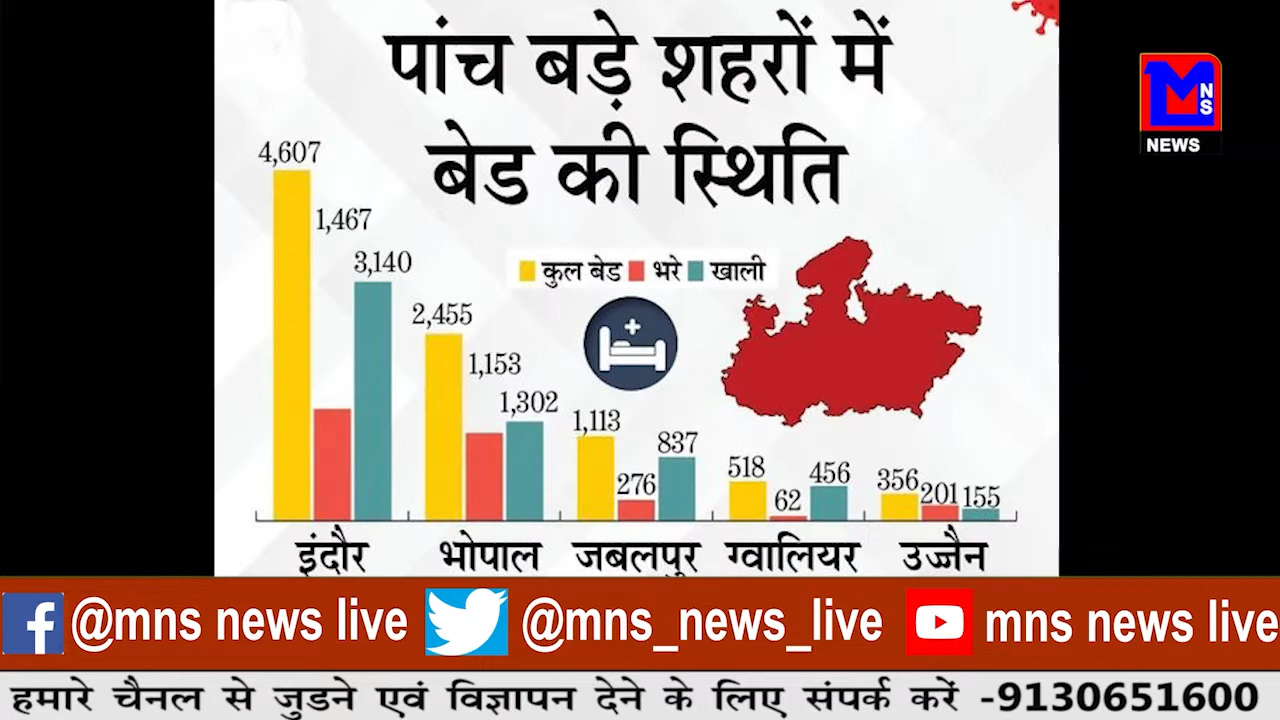 पांच बड़े शहरों में
बेड की स्थिति
MNS
NEWS
कुल बेड भरे खाली
4,607
1,467
3,140
2,455
1,153
1,302
1,113
276
837
518
62
456
356
201
155
इंदौर भोपाल जबलपुर ग्वालियर उज्जैन
@mns news live @mns_news_live mns news live
हमारे चैनल से जुडने एवं विज्ञापन देने के लिए संपर्क करें -9130651600